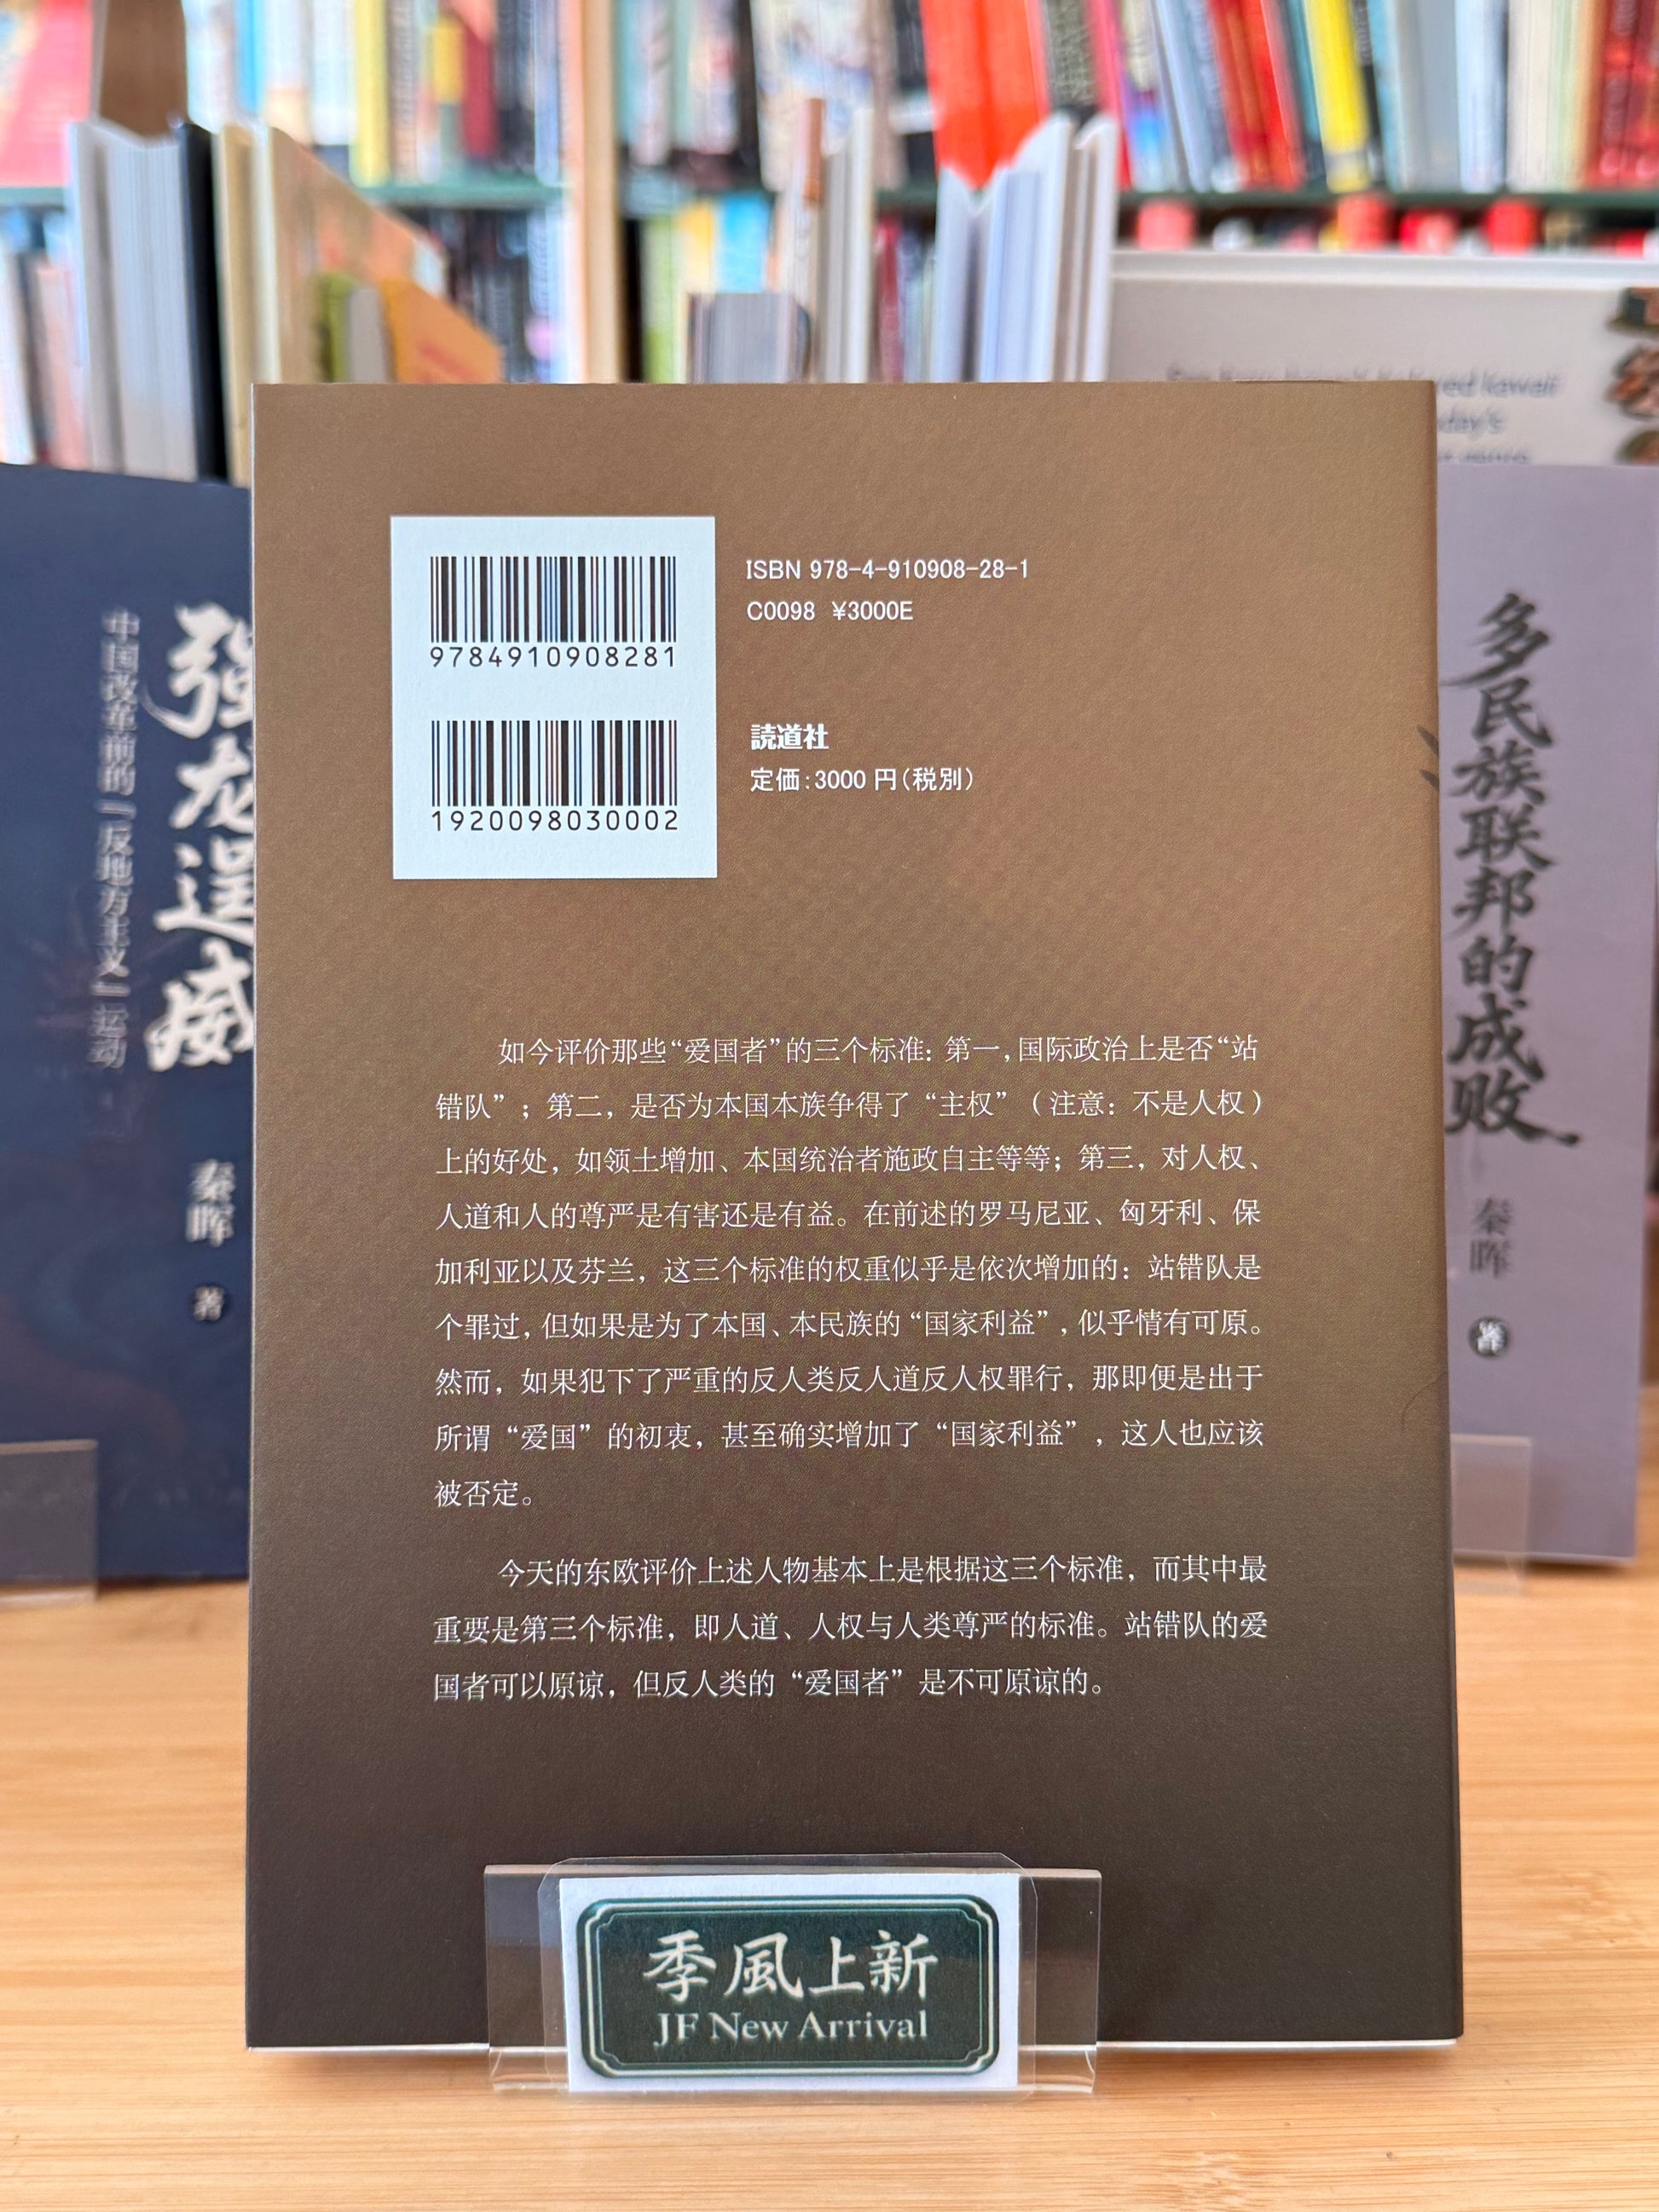 ISBN 978-4-910908-28-1
C0098 ¥3000E
9784910908281
読道社
定価:3000円(税別)
1920098030002
如今评价那些“爱国者”的三个标准：第一，国际政治上是否“站
错队”；第二，是否为本国本族争得了“主权”（注意：不是人权）
上的好处，如领土增加、本国统治者施政自主等等；第三，对人权、
人道和人的尊严是有害还是有益。在前述的罗马尼亚、匈牙利、保
加利亚以及芬兰，这三个标准的权重似乎是依次增加的：站错队是
个罪过，但如果是为了本国、本民族的“国家利益”，似乎情有可原。
然而，如果犯下了严重的反人类反人道反人权罪行，那即便是出于
所谓“爱国”的初衷，甚至确实增加了“国家利益”，这人也应该
被否定。
今天的东欧评价上述人物基本上是根据这三个标准，而其中最
重要是第三个标准，即人道、人权与人类尊严的标准。站错队的爱
国者可以原谅，但反人类的“爱国者”是不可原谅的。
季風上新
JF New Arrival
强龙逞威
中国改革前的「反地方主义」运动
秦晖 著
多民族联邦的成败
秦晖
kawaii